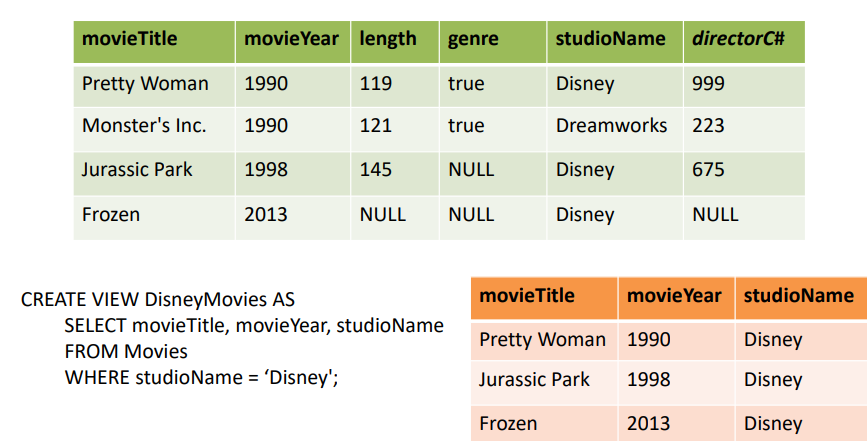 movieTitle movieYear length genre studioName directorC#
Pretty Woman 1990 119 true Disney 999
Monster's Inc. 1990 121 true Dreamworks 223
Jurassic Park 1998 145 NULL Disney 675
Frozen 2013 NULL NULL Disney NULL
CREATE VIEW DisneyMovies AS
SELECT movieTitle, movieYear, studioName
FROM Movies
WHERE studioName = ‘Disney';
movieTitle movieYear studioName
Pretty Woman 1990 Disney
Jurassic Park 1998 Disney
Frozen 2013 Disney